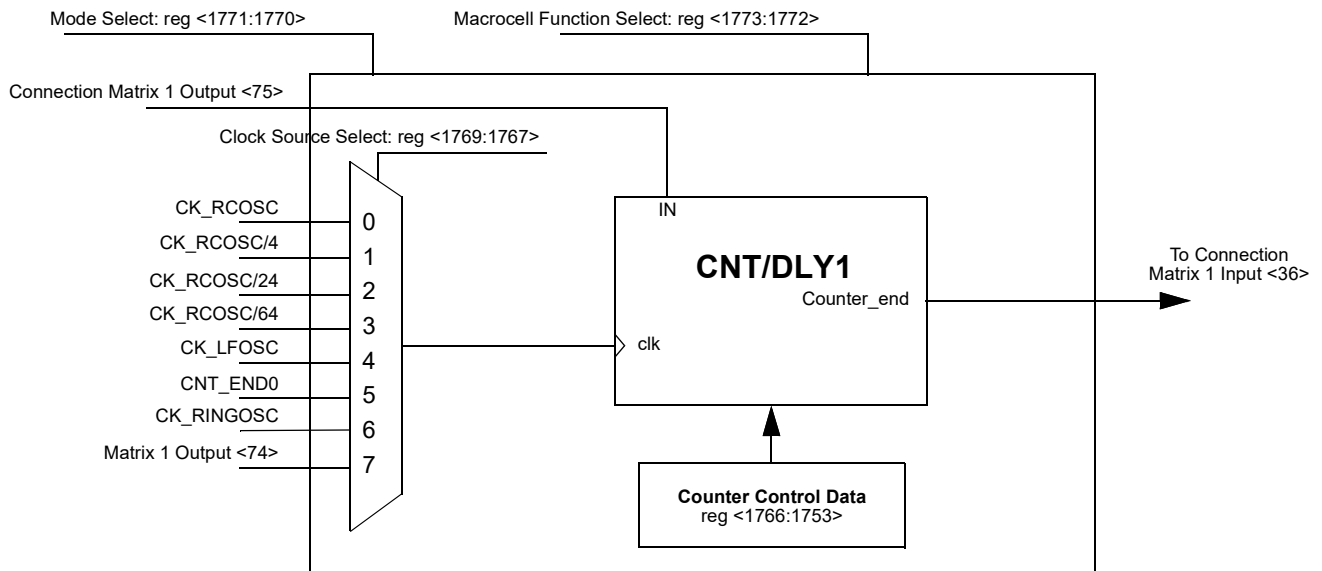 Mode Select: reg <1771:1770>
Macrocell Function Select: reg <1773:1772>
Connection Matrix 1 Output <75>
Clock Source Select: reg <1769:1767>
CK_RCOSC
0
CK_RCOSC/4
1
CK_RCOSC/24
2
CK_RCOSC/64
3
CK_LFOSC
4
CNT_END0
5
CK_RINGOSC
6
Matrix 1 Output <74>
7
IN
CNT/DLY1
Counter_end
clk
To Connection
Matrix 1 Input <36>
Counter Control Data
reg <1766:1753>